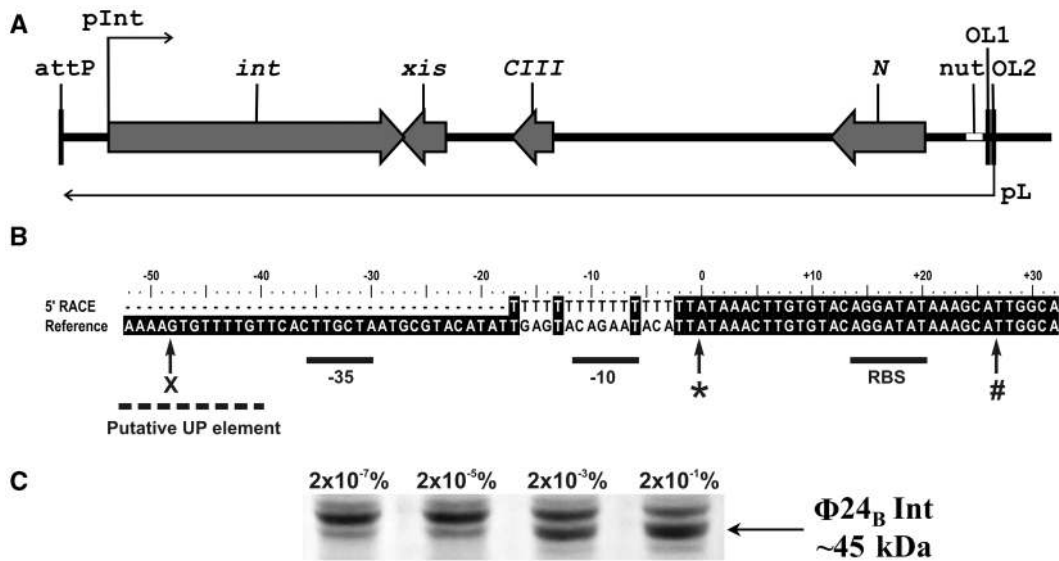 A
pInt
OL1
attP
int
xis
CIII
N
nut
OL2
pL
B
-50 -40 -30 -20 -10 0 +10 +20 +30
5' RACE -----------------------------------TTTTTTTTTTTTTTTTTATAAACTTGTGTACAGGATATAAAGCATTGGCA
Reference AAAAGTGTTTTGTTCACTTGCTAATGCGTACATATTGAGTACAGAATACATTATAAACTTGTGTACAGGATATAAAGCATTGGCA
X -35 -10 * RBS #
Putative UP element
C
2x10⁻⁷% 2x10⁻⁵% 2x10⁻³% 2x10⁻¹%
Φ24B Int
~45 kDa